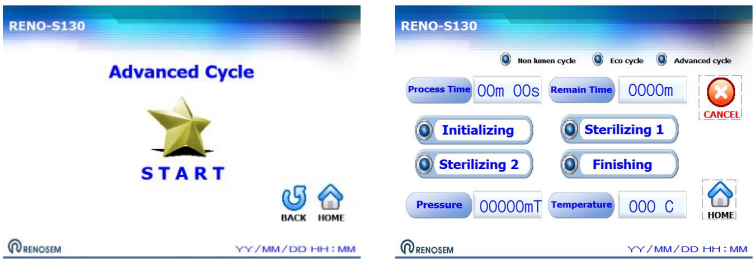 RENO-S130
Advanced Cycle
START
BACK HOME
RENOSEM
YY/MM/DD HH:MM
RENO-S130
Non lumen cycle Eco cycle Advanced cycle
Process Time 00m 00s Remain Time 0000m
CANCEL
Initializing Sterilizing 1
Sterilizing 2 Finishing
Pressure 00000mT Temperature 000 C
HOME
RENOSEM
YY/MM/DD HH:MM